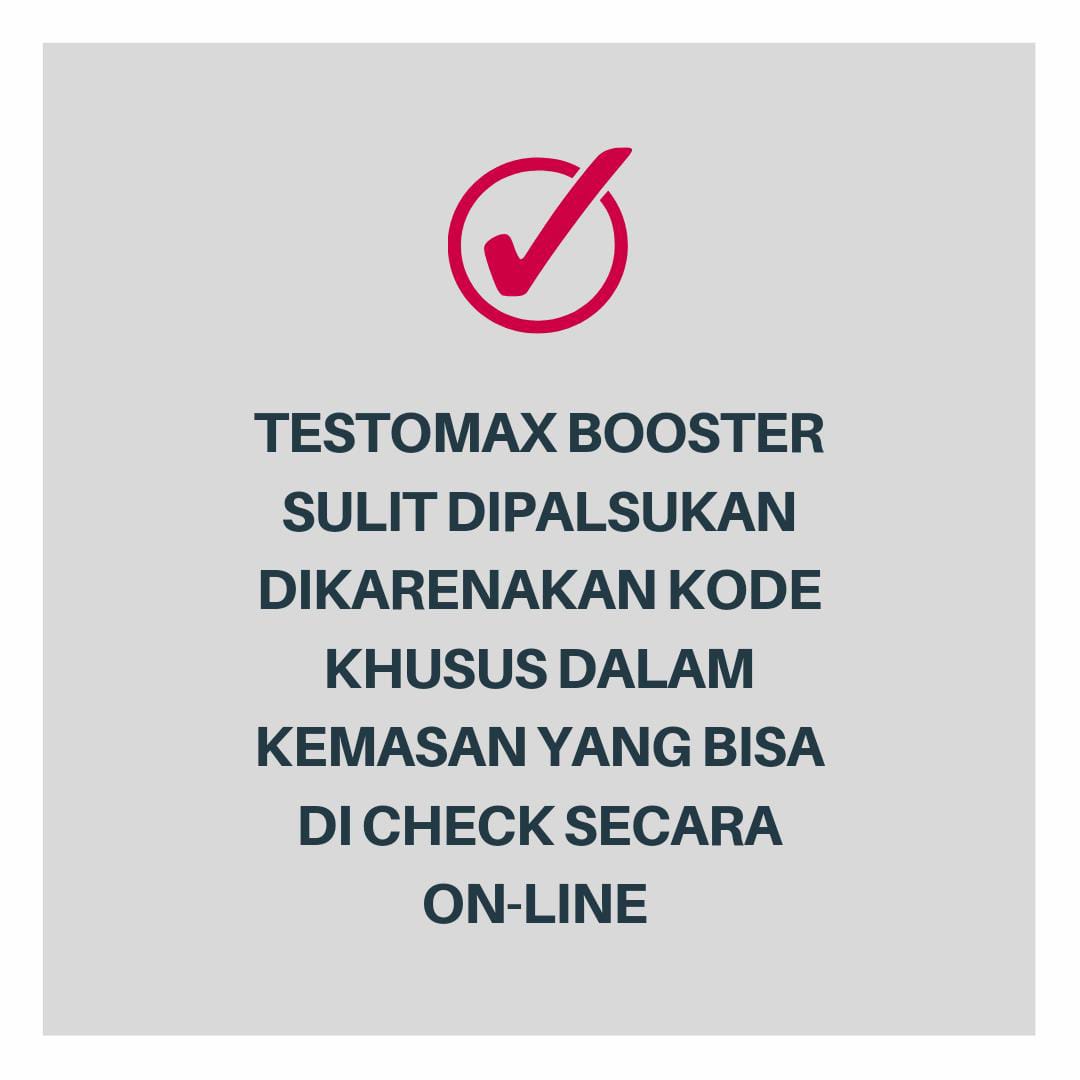 TESTOMAX BOOSTER
SULIT DIPALSUKAN
DIKARENAKAN KODE
KHUSUS DALAM
KEMASAN YANG BISA
DI CHECK SECARA
ON-LINE